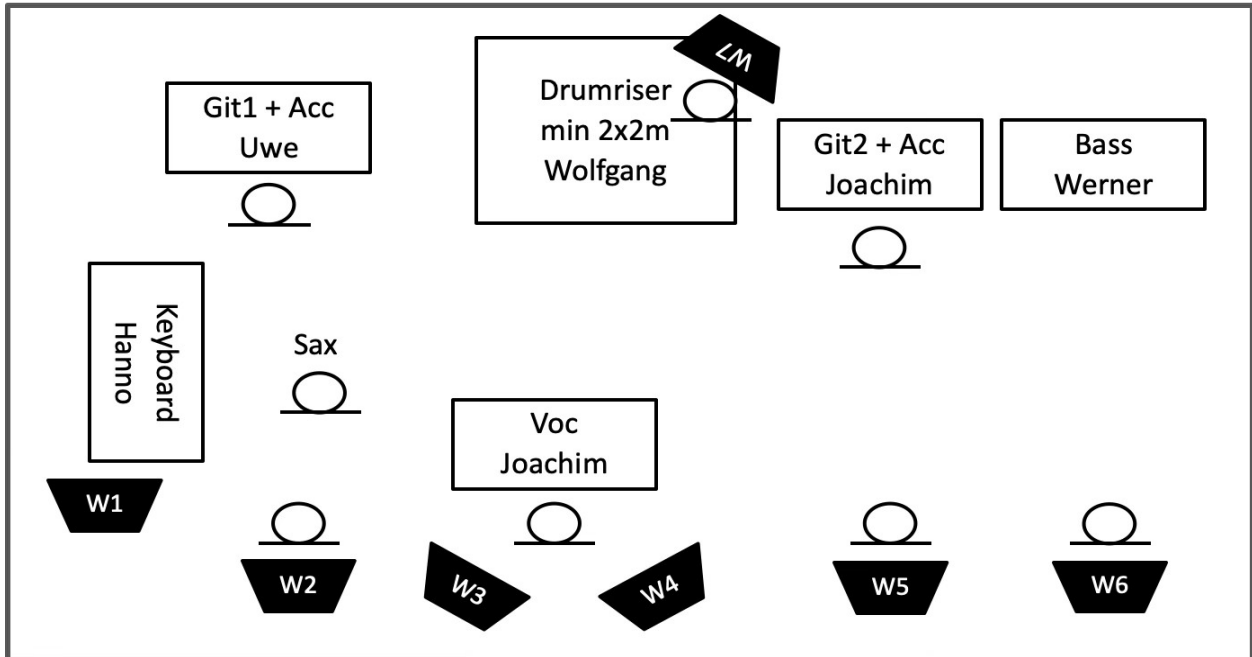 W7
Drumriser
min 2x2m
Wolfgang
Git1 + Acc
Uwe
Git2 + Acc
Joachim
Bass
Werner
Keyboard
Hanno
Sax
Voc
Joachim
W1
W2
W3
W4
W5
W6